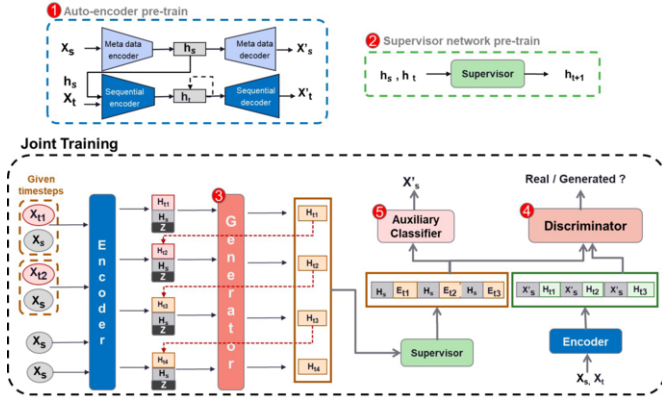 1 Auto-encoder pre-train
Xs
Meta data
encoder
hs
Meta data
decoder
X's
hs
Xt
Sequential
encoder
ht
Sequential
decoder
X't
2 Supervisor network pre-train
hs , h t
Supervisor
ht+1
Joint Training
Given
timesteps
Xt1
Xs
Xt2
Xs
Xs
Xs
Encoder
Ht1
Hs
Z
Ht2
Hs
Z
Ht3
Hs
Z
Ht4
Hs
Z
3
Generator
Ht1
Ht2
Ht3
Ht4
X's
5
Auxiliary
Classifier
Hs Et1 Hs Et2 Hs Et3
Supervisor
Real / Generated ?
4
Discriminator
X's Ht1 X's Ht2 X's Ht3
Encoder
Xs, Xt